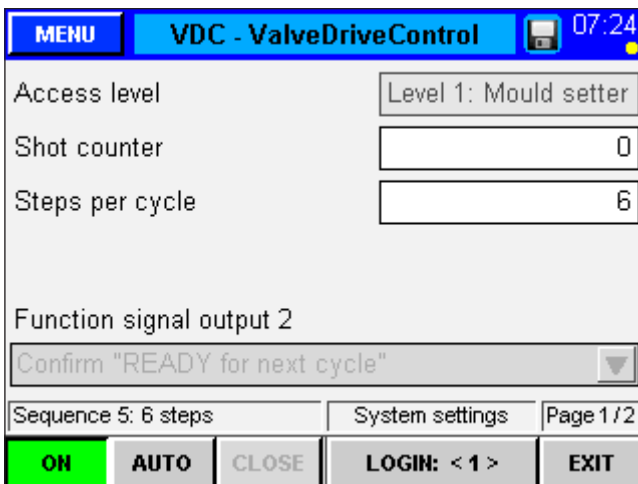 MENU VDC - ValveDriveControl 07:24
Access level Level 1: Mould setter
Shot counter 0
Steps per cycle 6
Function signal output 2
Confirm "READY for next cycle"
Sequence 5: 6 steps System settings Page 1/2
ON AUTO CLOSE LOGIN: < 1 > EXIT